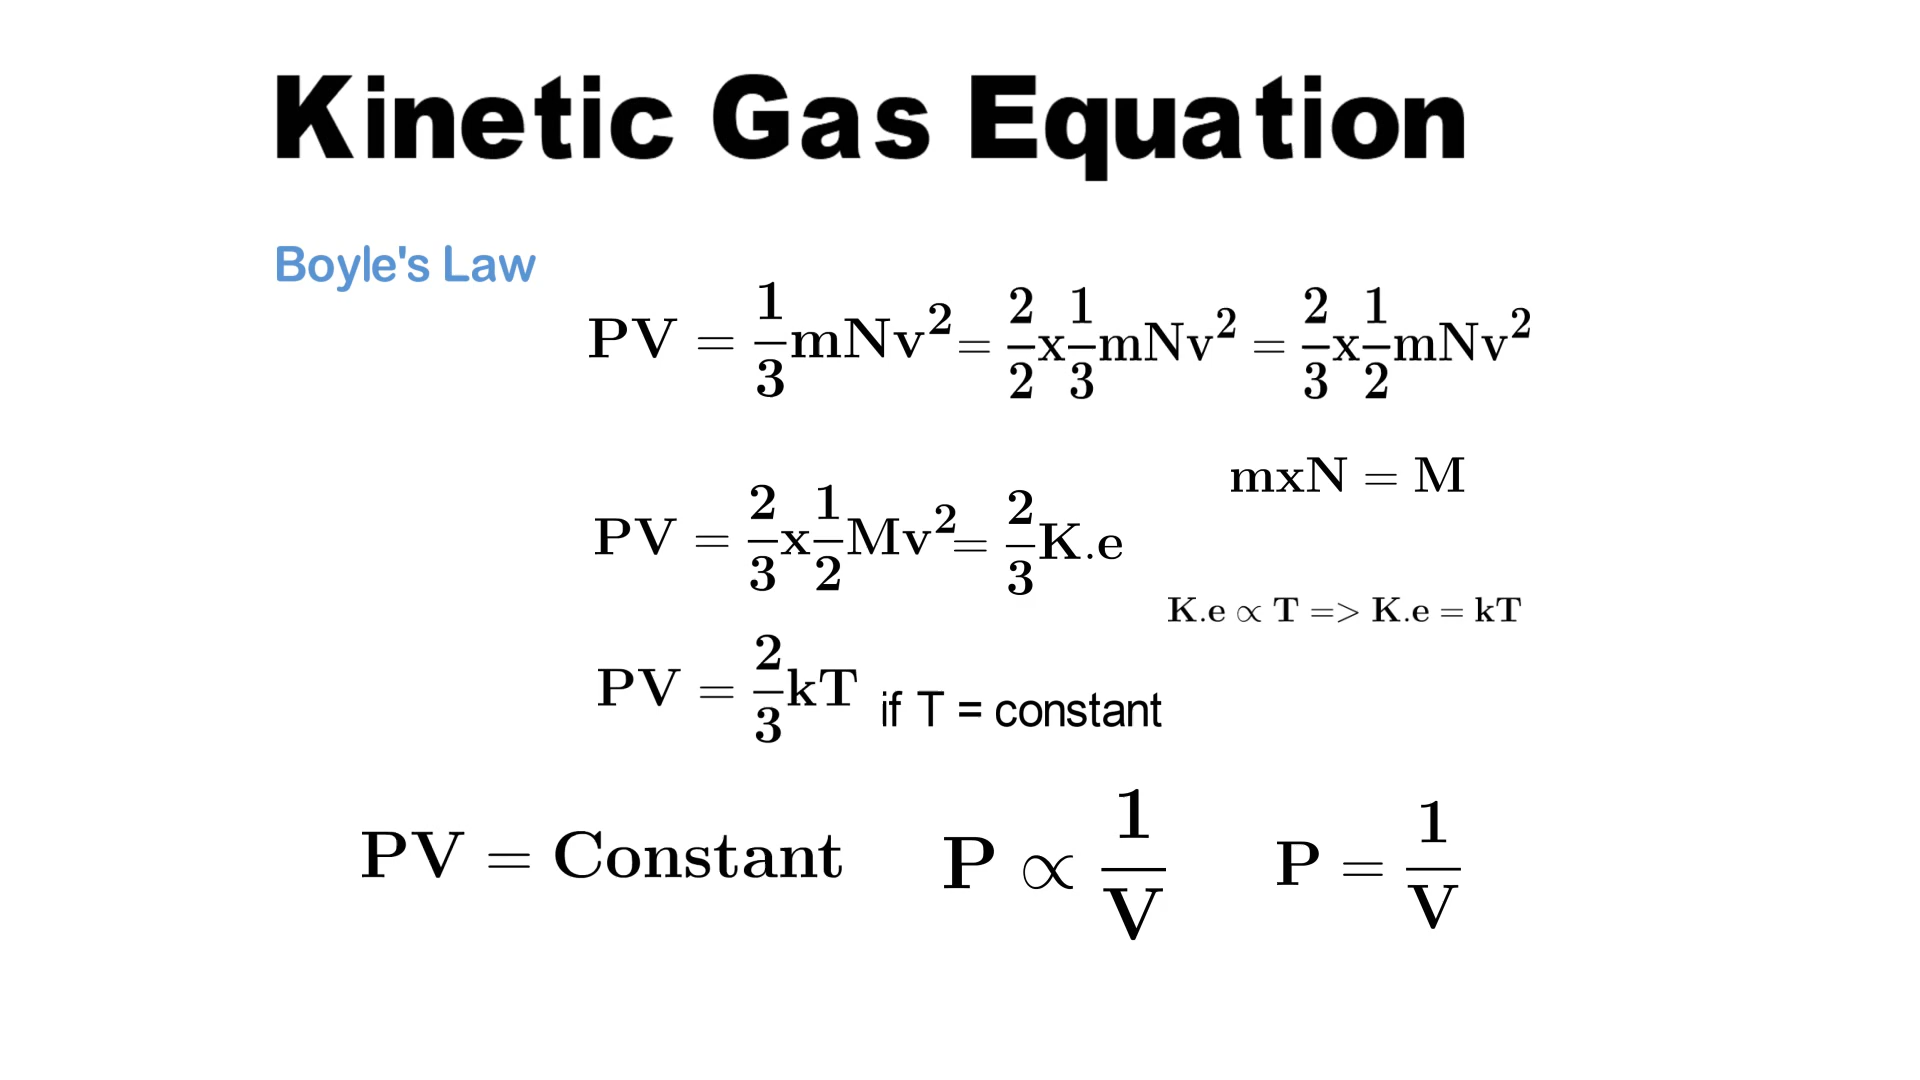 Kinetic Gas Equation
Boyle's Law
PV = 1/3 mNv² = 2/2 x 1/3 mNv² = 2/3 x 1/2 mNv²
mxN = M
PV = 2/3 x 1/2 Mv² = 2/3 K.e
K.e ∝ T => K.e = kT
PV = 2/3 kT if T = constant
PV = Constant P ∝ 1/V P = 1/V